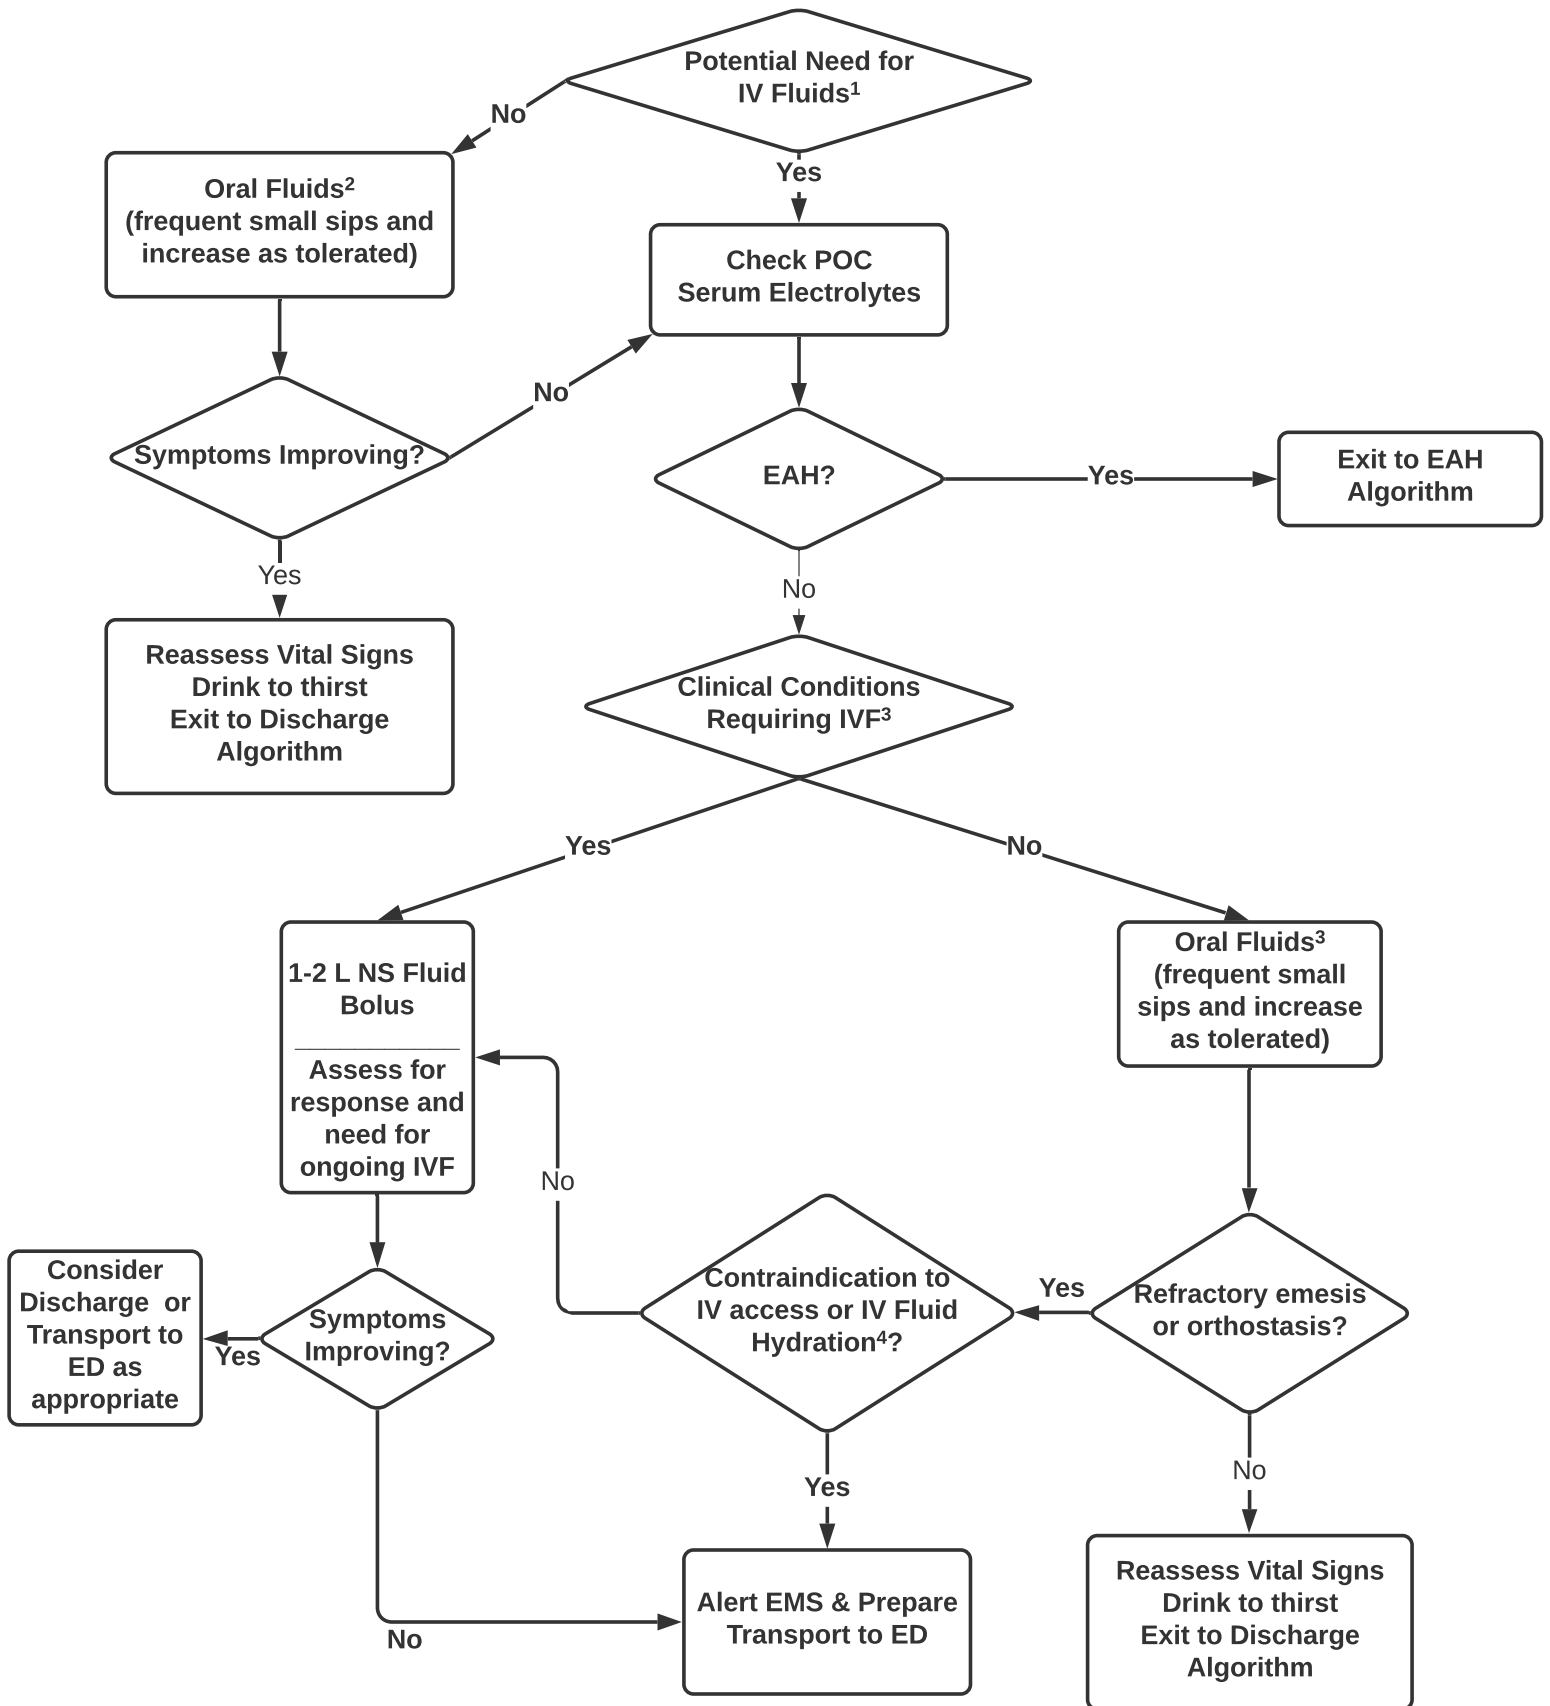 Potential Need for
IV Fluids¹
No
Yes
Oral Fluids²
(frequent small sips and
increase as tolerated)
Check POC
Serum Electrolytes
No
Symptoms Improving?
EAH?
Yes
Exit to EAH
Algorithm
Yes
No
Reassess Vital Signs
Drink to thirst
Exit to Discharge
Algorithm
Clinical Conditions
Requiring IVF³
Yes
No
1-2 L NS Fluid
Bolus
___________
Assess for
response and
need for
ongoing IVF
Oral Fluids³
(frequent small
sips and increase
as tolerated)
No
Consider
Discharge or
Transport to
ED as
appropriate
Yes
Symptoms
Improving?
Contraindication to
IV access or IV Fluid
Hydration⁴?
Yes
Refractory emesis
or orthostasis?
Yes
No
No
Alert EMS & Prepare
Transport to ED
Reassess Vital Signs
Drink to thirst
Exit to Discharge
Algorithm